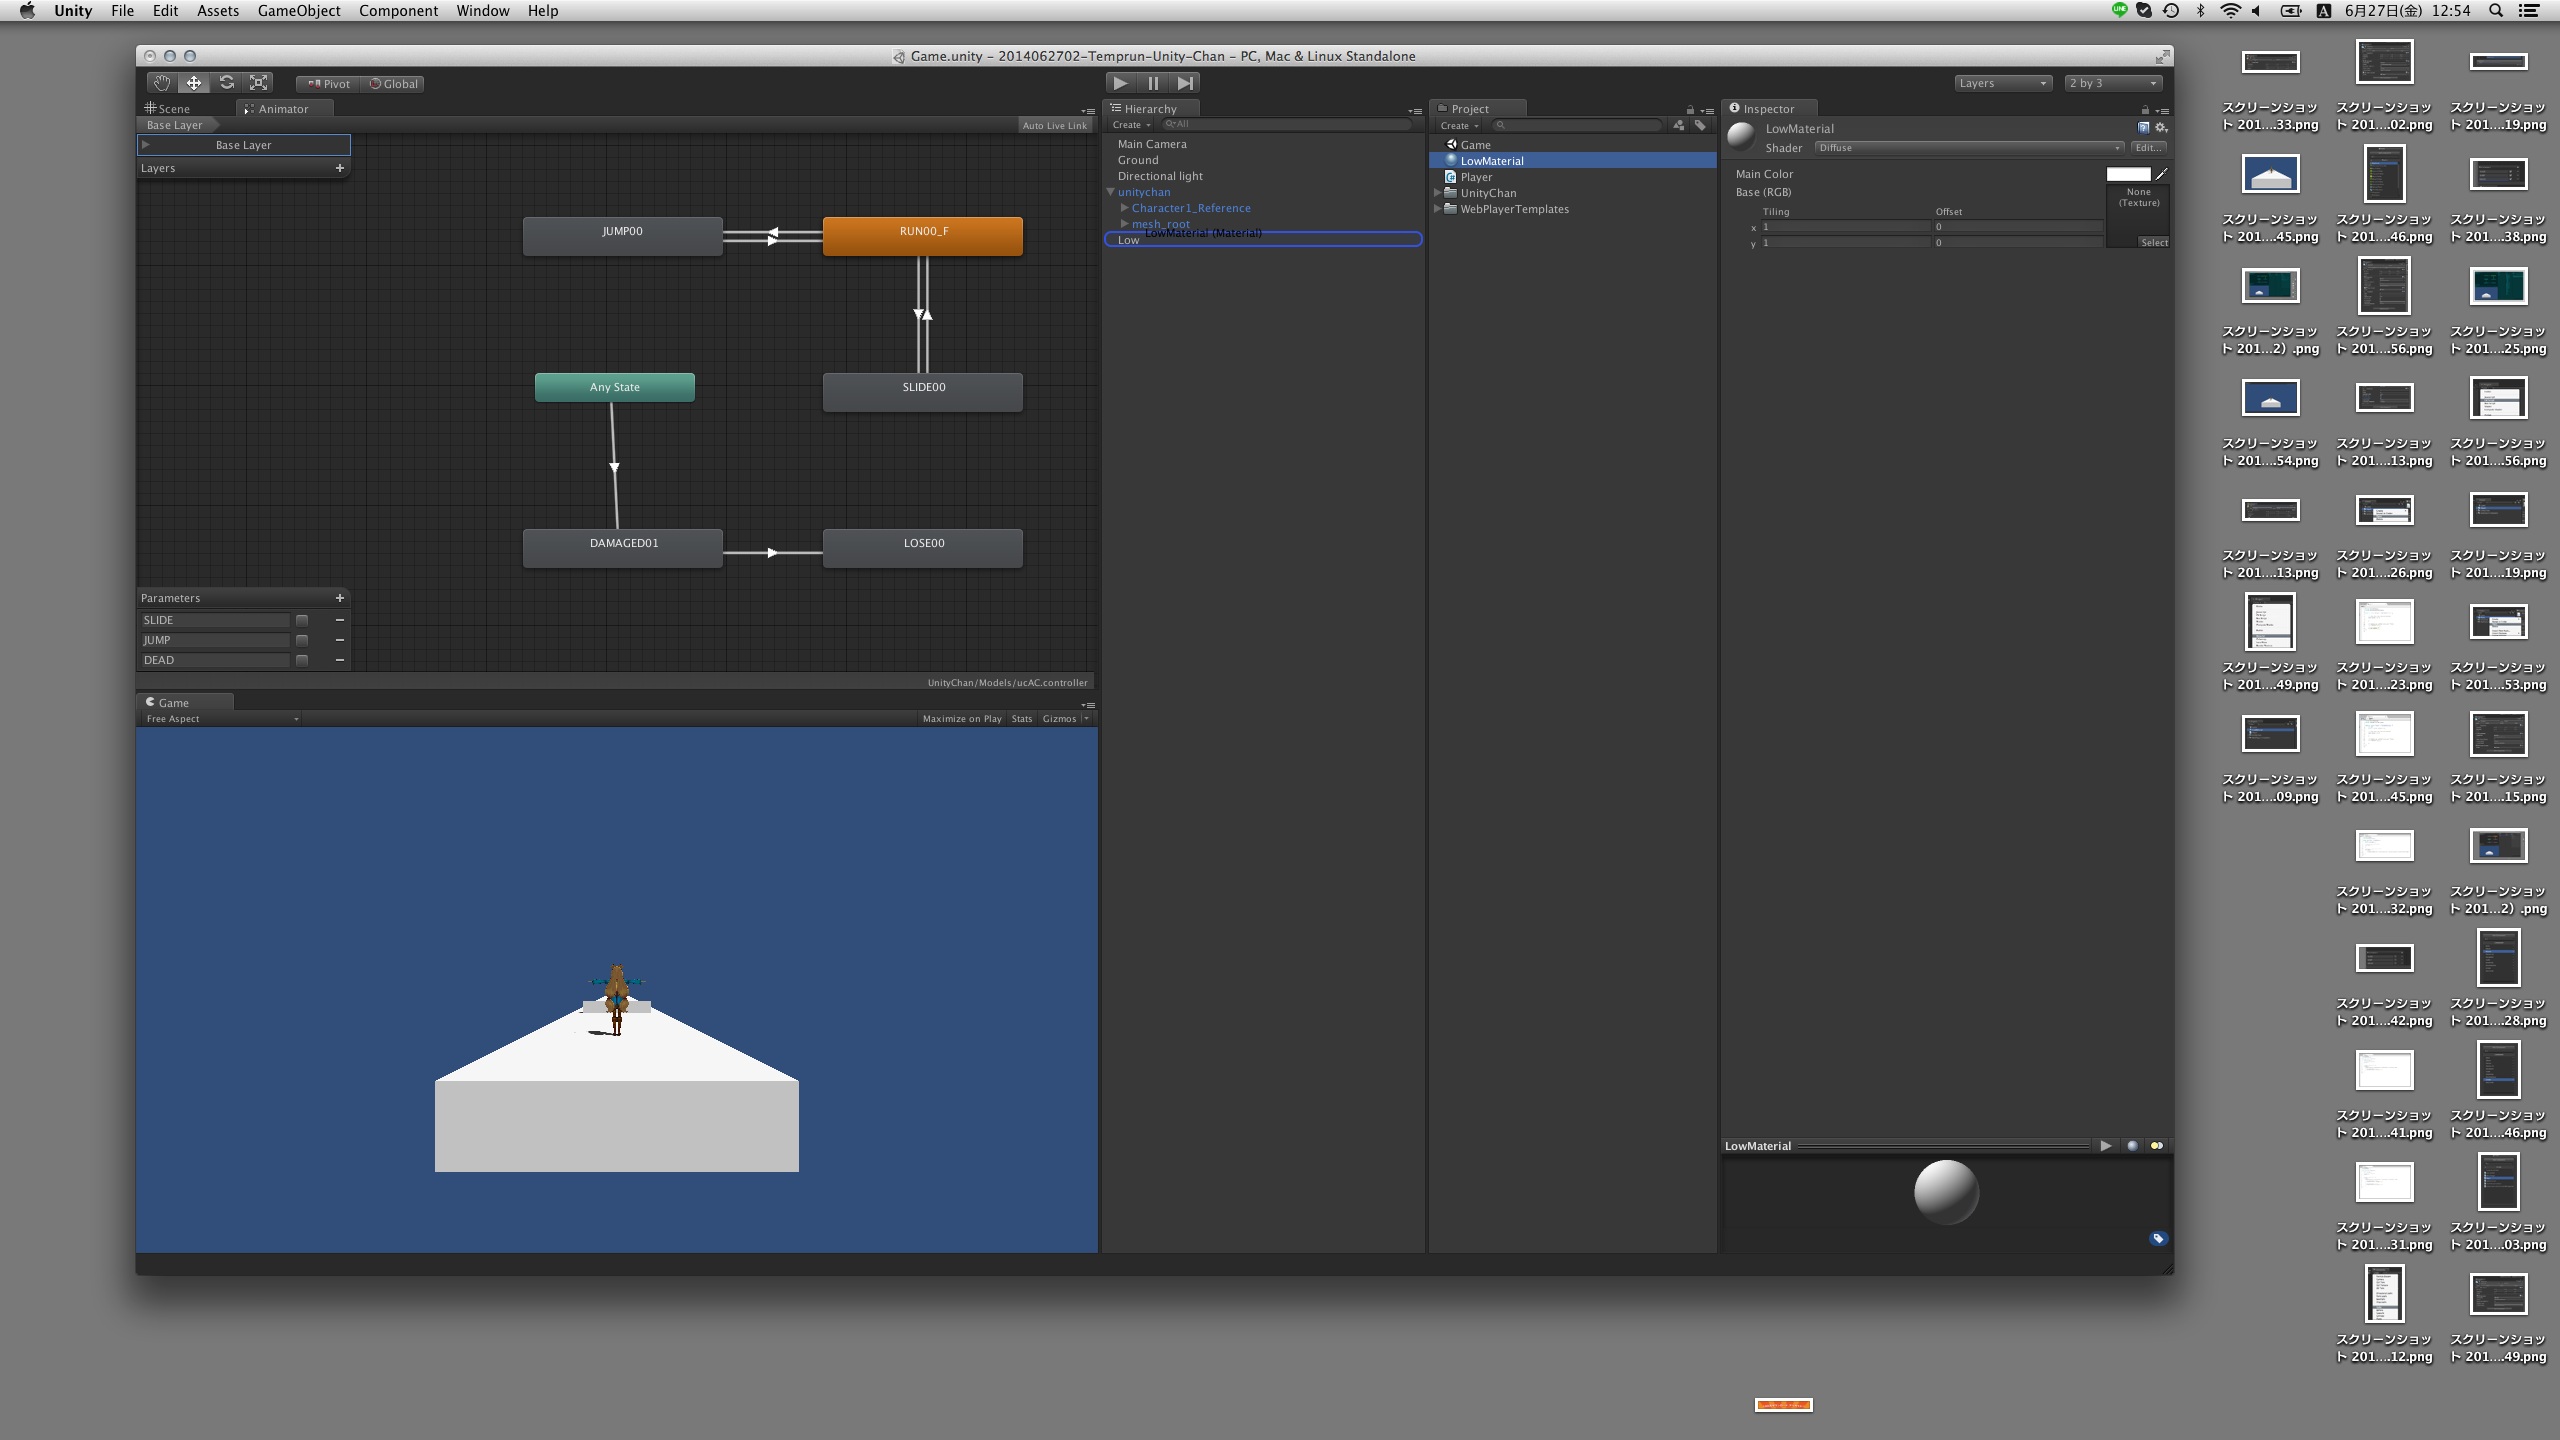 Unity File Edit Assets GameObject Component Window Help
6月27日(金) 12:54
Game.unity – 2014062702-Temprun-Unity-Chan – PC, Mac & Linux Standalone
Pivot Global
Layers 2 by 3
Scene Animator
Base Layer Auto Live Link
Base Layer
Layers
JUMP00 RUN00_F
Any State SLIDE00
DAMAGED01 LOSE00
Parameters
SLIDE
JUMP
DEAD
UnityChan/Models/ucAC.controller
Game
Free Aspect Maximize on Play Stats Gizmos
Hierarchy
Create All
Main Camera
Ground
Directional light
unitychan
Character1_Reference
mesh_root
LowMaterial (Material)
Low
Project
Create
Game
LowMaterial
Player
UnityChan
WebPlayerTemplates
Inspector
LowMaterial
Shader Diffuse Edit...
Main Color
Base (RGB) None
(Texture)
Tiling Offset
x 1 0
y 1 0
Select
LowMaterial
スクリーンショッ スクリーンショッ スクリーンショッ
ト 201....33.png ト 201....02.png ト 201....19.png
スクリーンショッ スクリーンショッ スクリーンショッ
ト 201....45.png ト 201....46.png ト 201....38.png
スクリーンショッ スクリーンショッ スクリーンショッ
ト 201...2）.png ト 201....56.png ト 201....25.png
スクリーンショッ スクリーンショッ スクリーンショッ
ト 201....54.png ト 201....13.png ト 201....56.png
スクリーンショッ スクリーンショッ スクリーンショッ
ト 201....13.png ト 201....26.png ト 201....19.png
スクリーンショッ スクリーンショッ スクリーンショッ
ト 201....49.png ト 201....23.png ト 201....53.png
スクリーンショッ スクリーンショッ スクリーンショッ
ト 201....09.png ト 201....45.png ト 201....15.png
スクリーンショッ スクリーンショッ
ト 201....32.png ト 201...2）.png
スクリーンショッ スクリーンショッ
ト 201....42.png ト 201....28.png
スクリーンショッ スクリーンショッ
ト 201....41.png ト 201....46.png
スクリーンショッ スクリーンショッ
ト 201....31.png ト 201....03.png
スクリーンショッ スクリーンショッ
ト 201....12.png ト 201....49.png